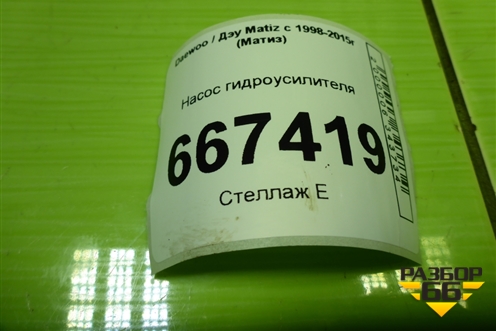 Daewoo / Дэу Matiz с 1998-2015г
(Матиз)
Насос гидроусилителя
667419
Стеллаж Е
РАЗБОР
66